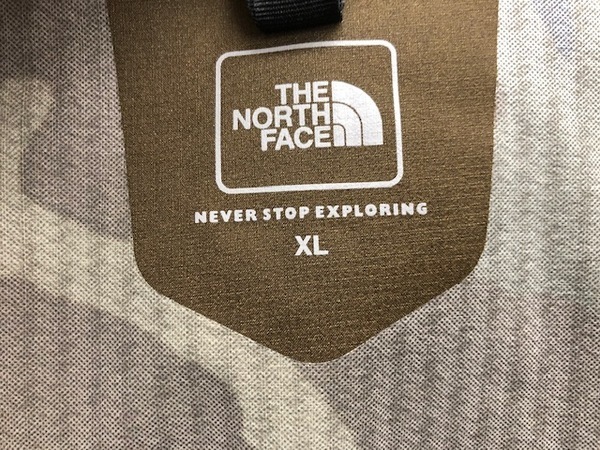 THE
NORTH
FACE
NEVER STOP EXPLORING
XL